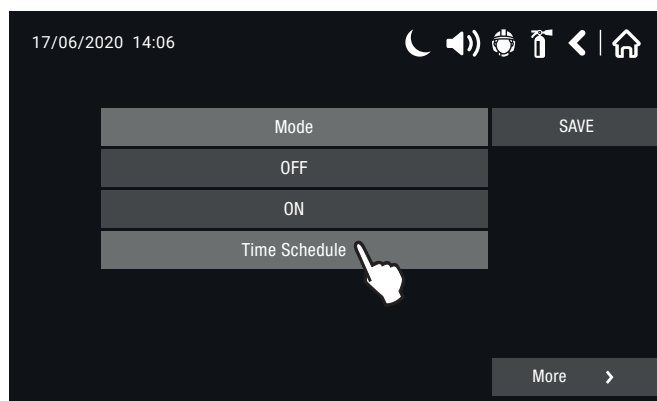 17/06/2020 14:06
Mode
SAVE
OFF
ON
Time Schedule
More